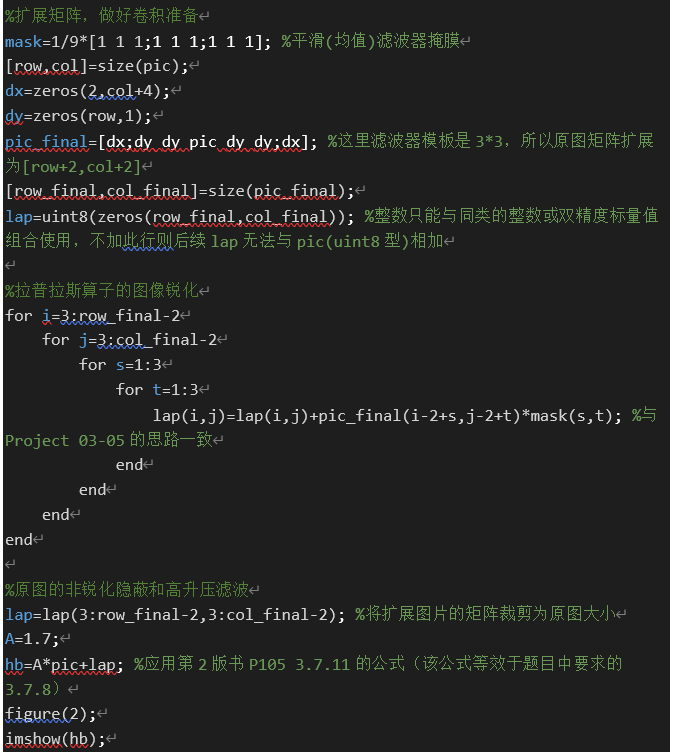 %扩展矩阵，做好卷积准备↵
mask=1/9*[1 1 1;1 1 1;1 1 1]; %平滑(均值)滤波器掩膜↵
[row,col]=size(pic);↵
dx=zeros(2,col+4);↵
dy=zeros(row,1);↵
pic_final=[dx;dy dy pic dy dy;dx]; %这里滤波器模板是 3*3，所以原图矩阵扩展
为[row+2,col+2]↵
[row_final,col_final]=size(pic_final);↵
lap=uint8(zeros(row_final,col_final)); %整数只能与同类的整数或双精度标量值
组合使用，不加此行则后续 lap 无法与 pic(uint8 型)相加↵
↵
%拉普拉斯算子的图像锐化↵
for i=3:row_final-2↵
for j=3:col_final-2↵
for s=1:3↵
for t=1:3↵
lap(i,j)=lap(i,j)+pic_final(i-2+s,j-2+t)*mask(s,t); %与
Project 03-05 的思路一致↵
end↵
end↵
end↵
end↵
↵
%原图的非锐化隐蔽和高升压滤波↵
lap=lap(3:row_final-2,3:col_final-2); %将扩展图片的矩阵裁剪为原图大小↵
A=1.7;↵
hb=A*pic+lap; %应用第 2 版书 P105 3.7.11 的公式（该公式等效于题目中要求的
3.7.8）↵
figure(2);↵
imshow(hb);↵